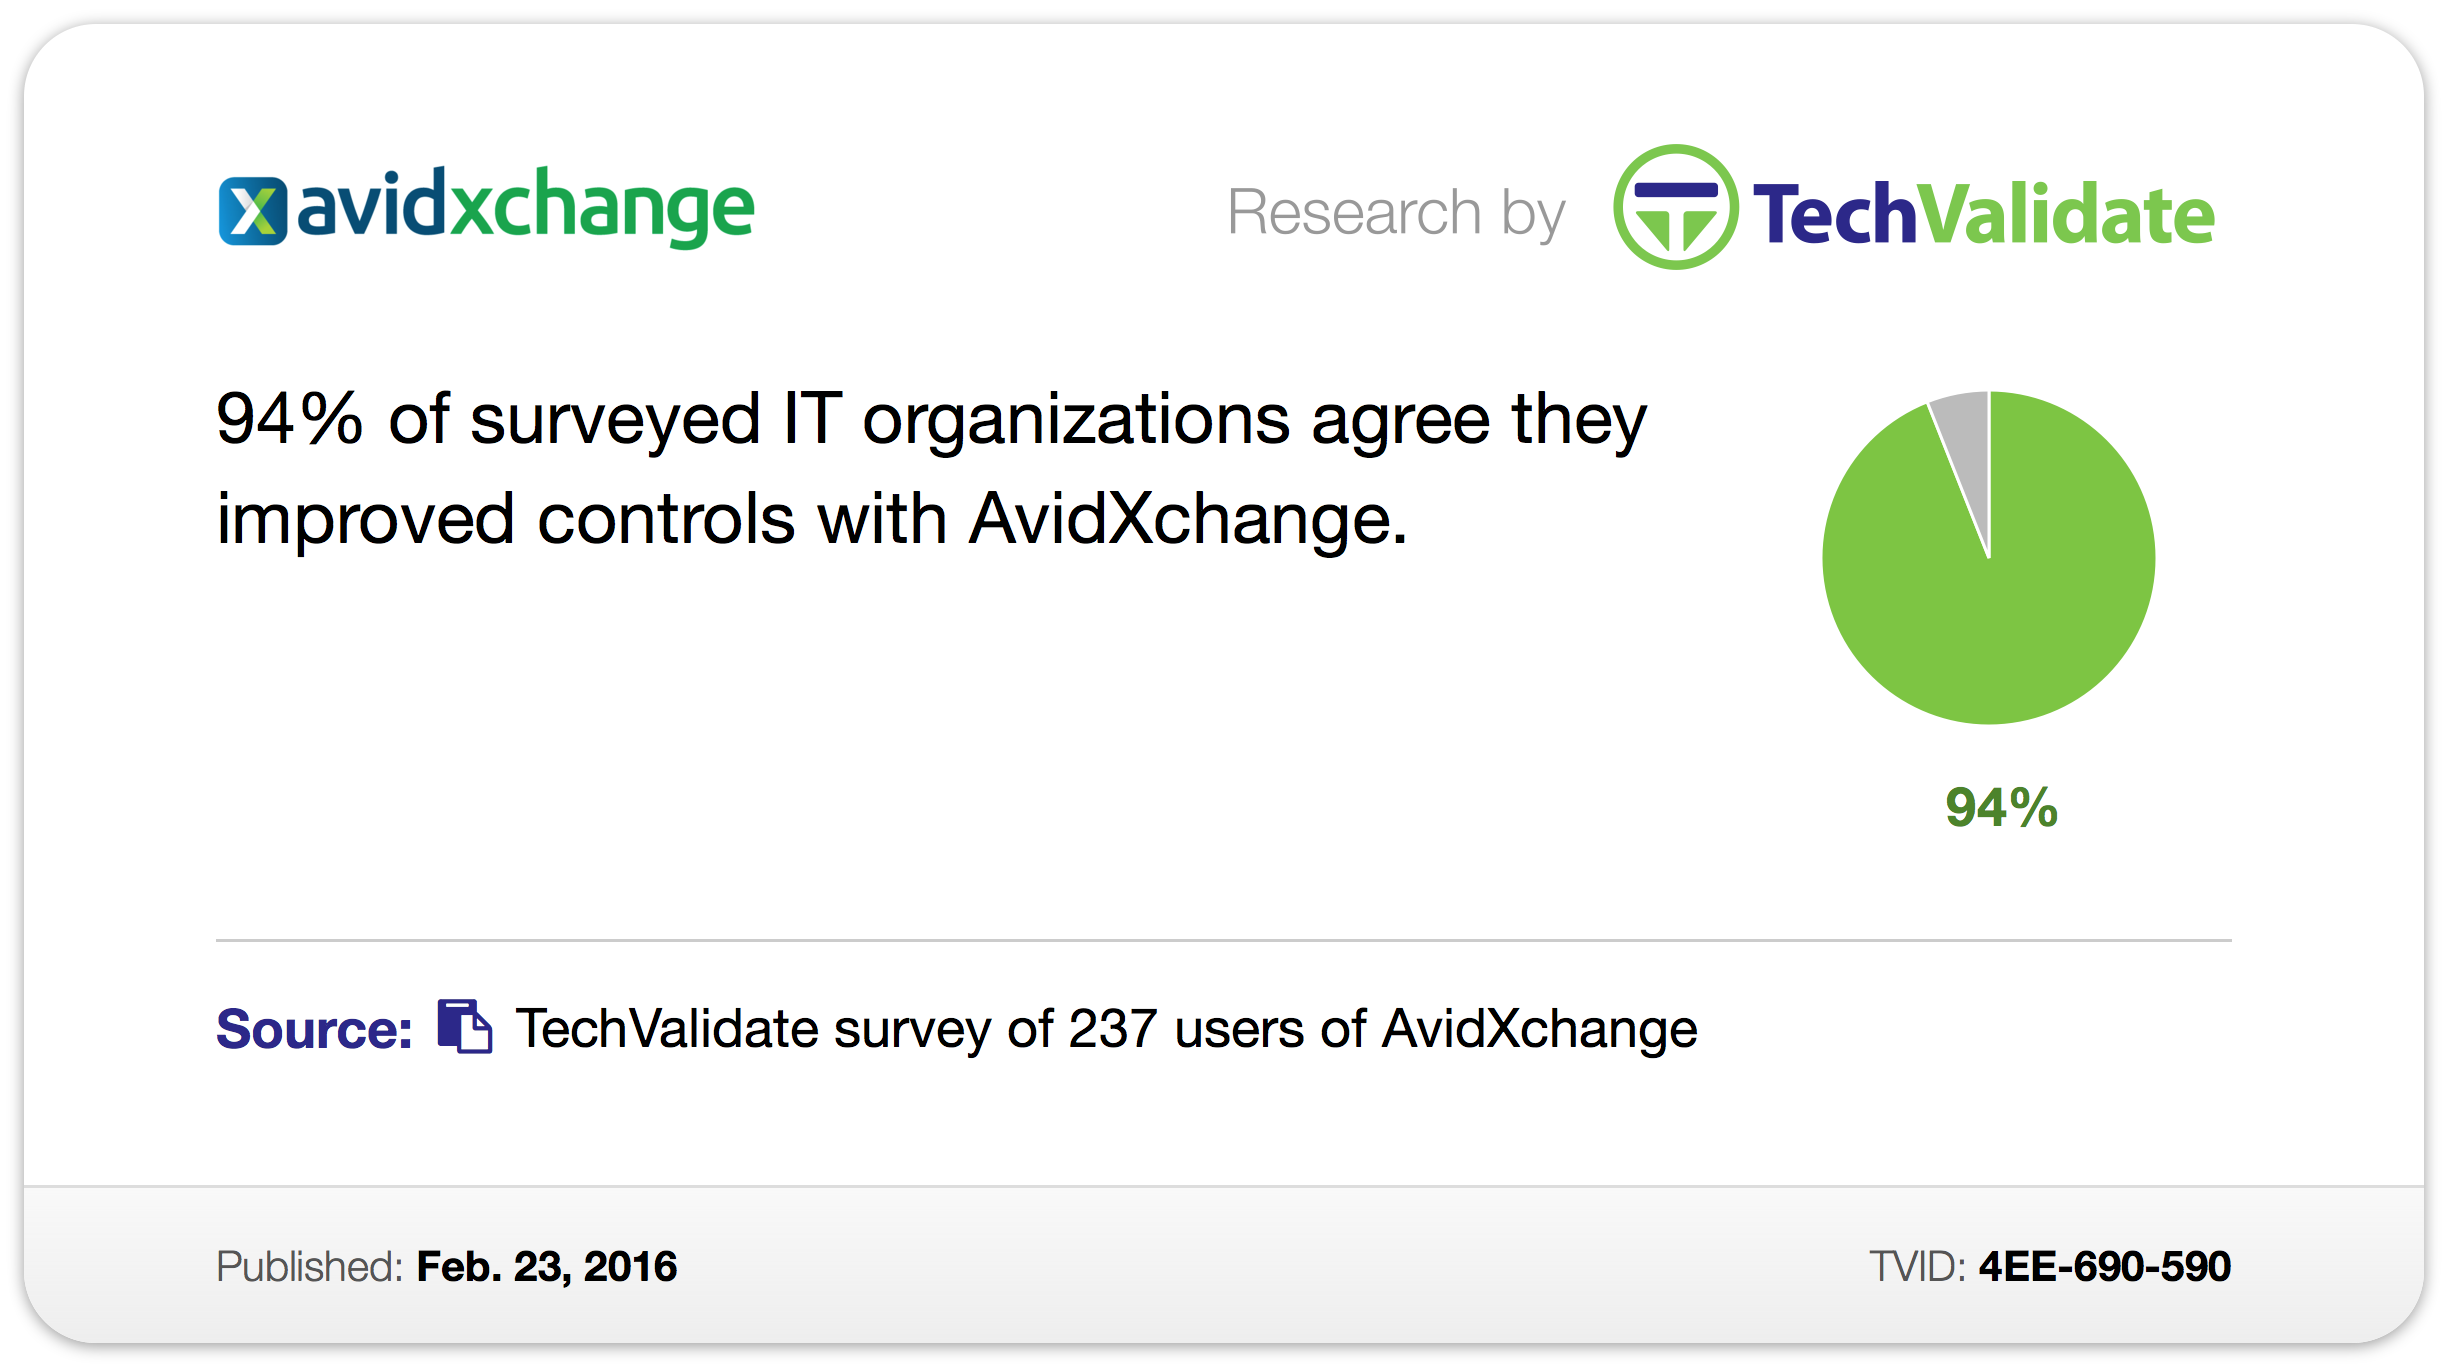 avidxchange
Research by TechValidate
94% of surveyed IT organizations agree they
improved controls with AvidXchange.
94%
Source: TechValidate survey of 237 users of AvidXchange
Published: Feb. 23, 2016
TVID: 4EE-690-590